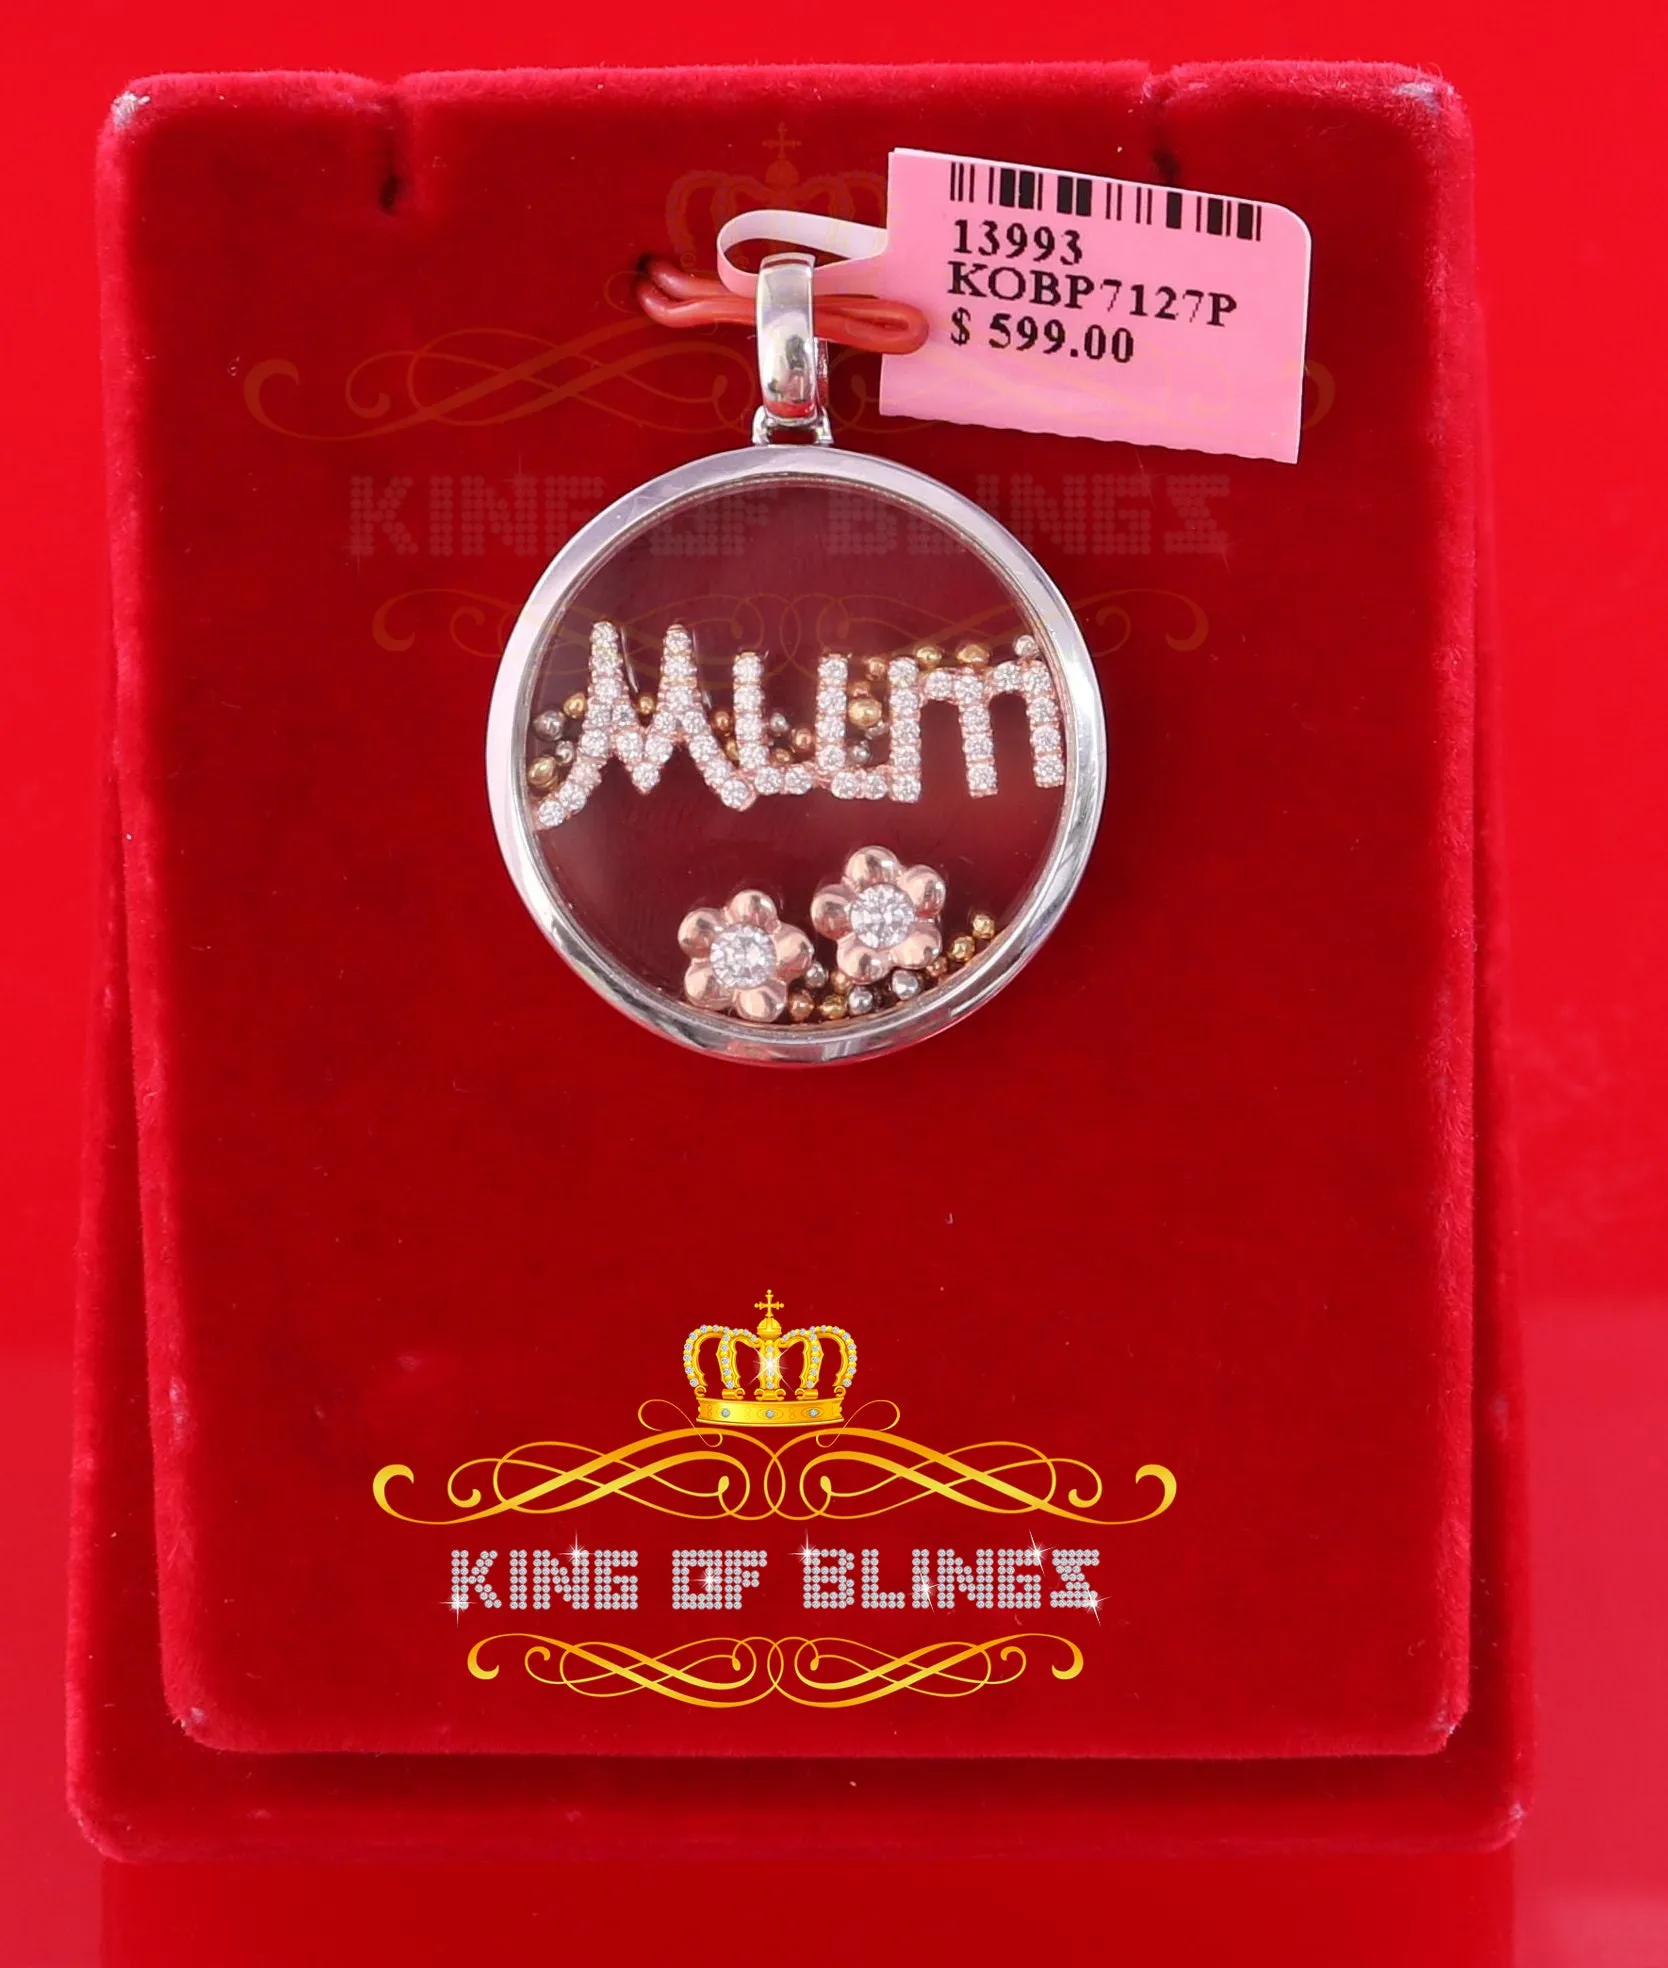 13993
KOBP7127P
$ 599.00
KING OF BLINGS
Mum
KING OF BLINGS